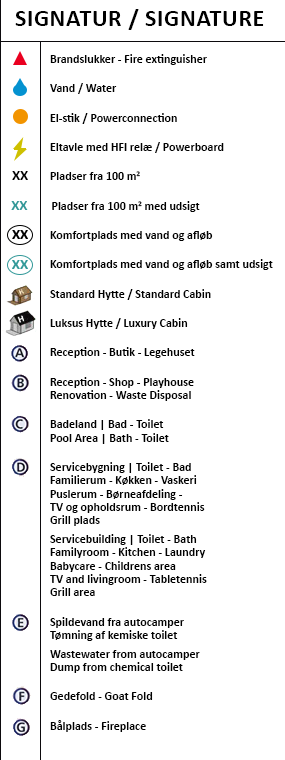 SIGNATUR / SIGNATURE
Brandslukker - Fire extinguisher
Vand / Water
El-stik / Powerconnection
Eltavle med HFI relæ / Powerboard
XX Pladser fra 100 m²
XX Pladser fra 100 m² med udsigt
XX Komfortplads med vand og afløb
XX Komfortplads med vand og afløb samt udsigt
H Standard Hytte / Standard Cabin
H Luksus Hytte / Luxury Cabin
A Reception - Butik - Legehuset
B Reception - Shop - Playhouse
Renovation - Waste Disposal
C Badeland | Bad - Toilet
Pool Area | Bath - Toilet
D Servicebygning | Toilet - Bad
Familierum - Køkken - Vaskeri
Puslerum - Børneafdeling -
TV og opholdsrum - Bordtennis
Grill plads
Servicebuilding | Toilet - Bath
Familyroom - Kitchen - Laundry
Babycare - Childrens area
TV and livingroom - Tabletennis
Grill area
E Spildevand fra autocamper
Tømning af kemiske toilet
Wastewater from autocamper
Dump from chemical toilet
F Gedefold - Goat Fold
G Bålplads - Fireplace